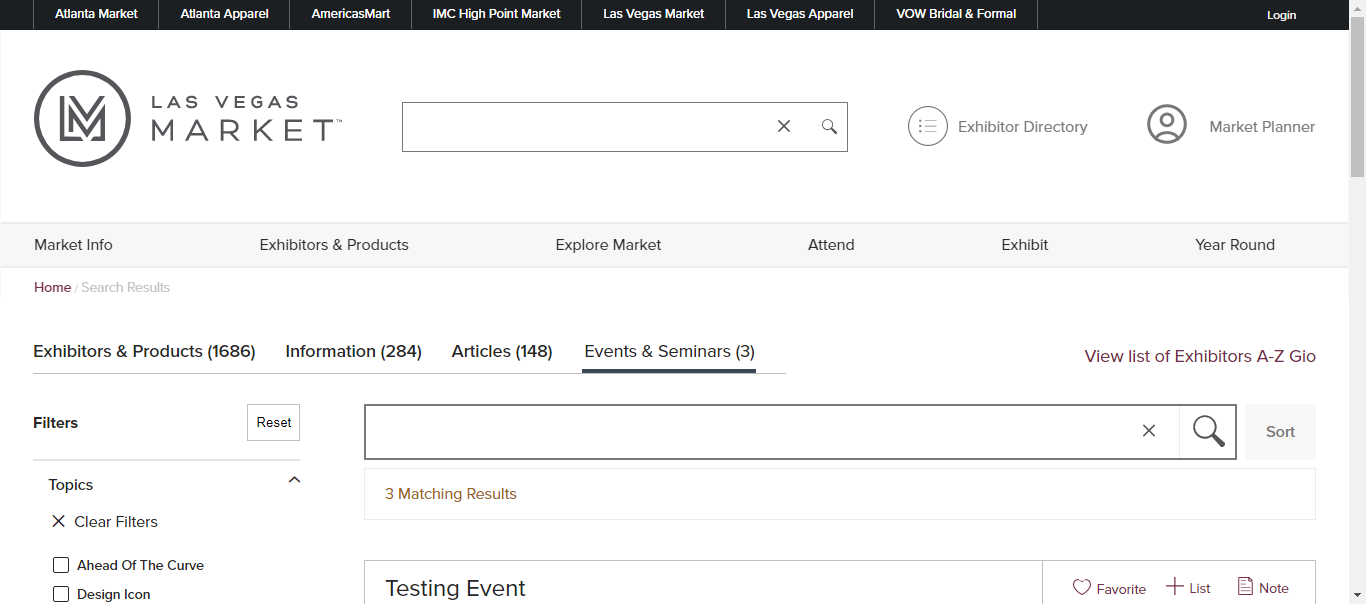 Atlanta Market Atlanta Apparel AmericasMart IMC High Point Market Las Vegas Market Las Vegas Apparel VOW Bridal & Formal Login
LAS VEGAS
MARKET™
Exhibitor Directory Market Planner
Market Info Exhibitors & Products Explore Market Attend Exhibit Year Round
Home / Search Results
Exhibitors & Products (1686) Information (284) Articles (148) Events & Seminars (3)
View list of Exhibitors A-Z Gio
Filters Reset Sort
Topics
3 Matching Results
Clear Filters
Ahead Of The Curve
Design Icon
Testing Event Favorite List Note